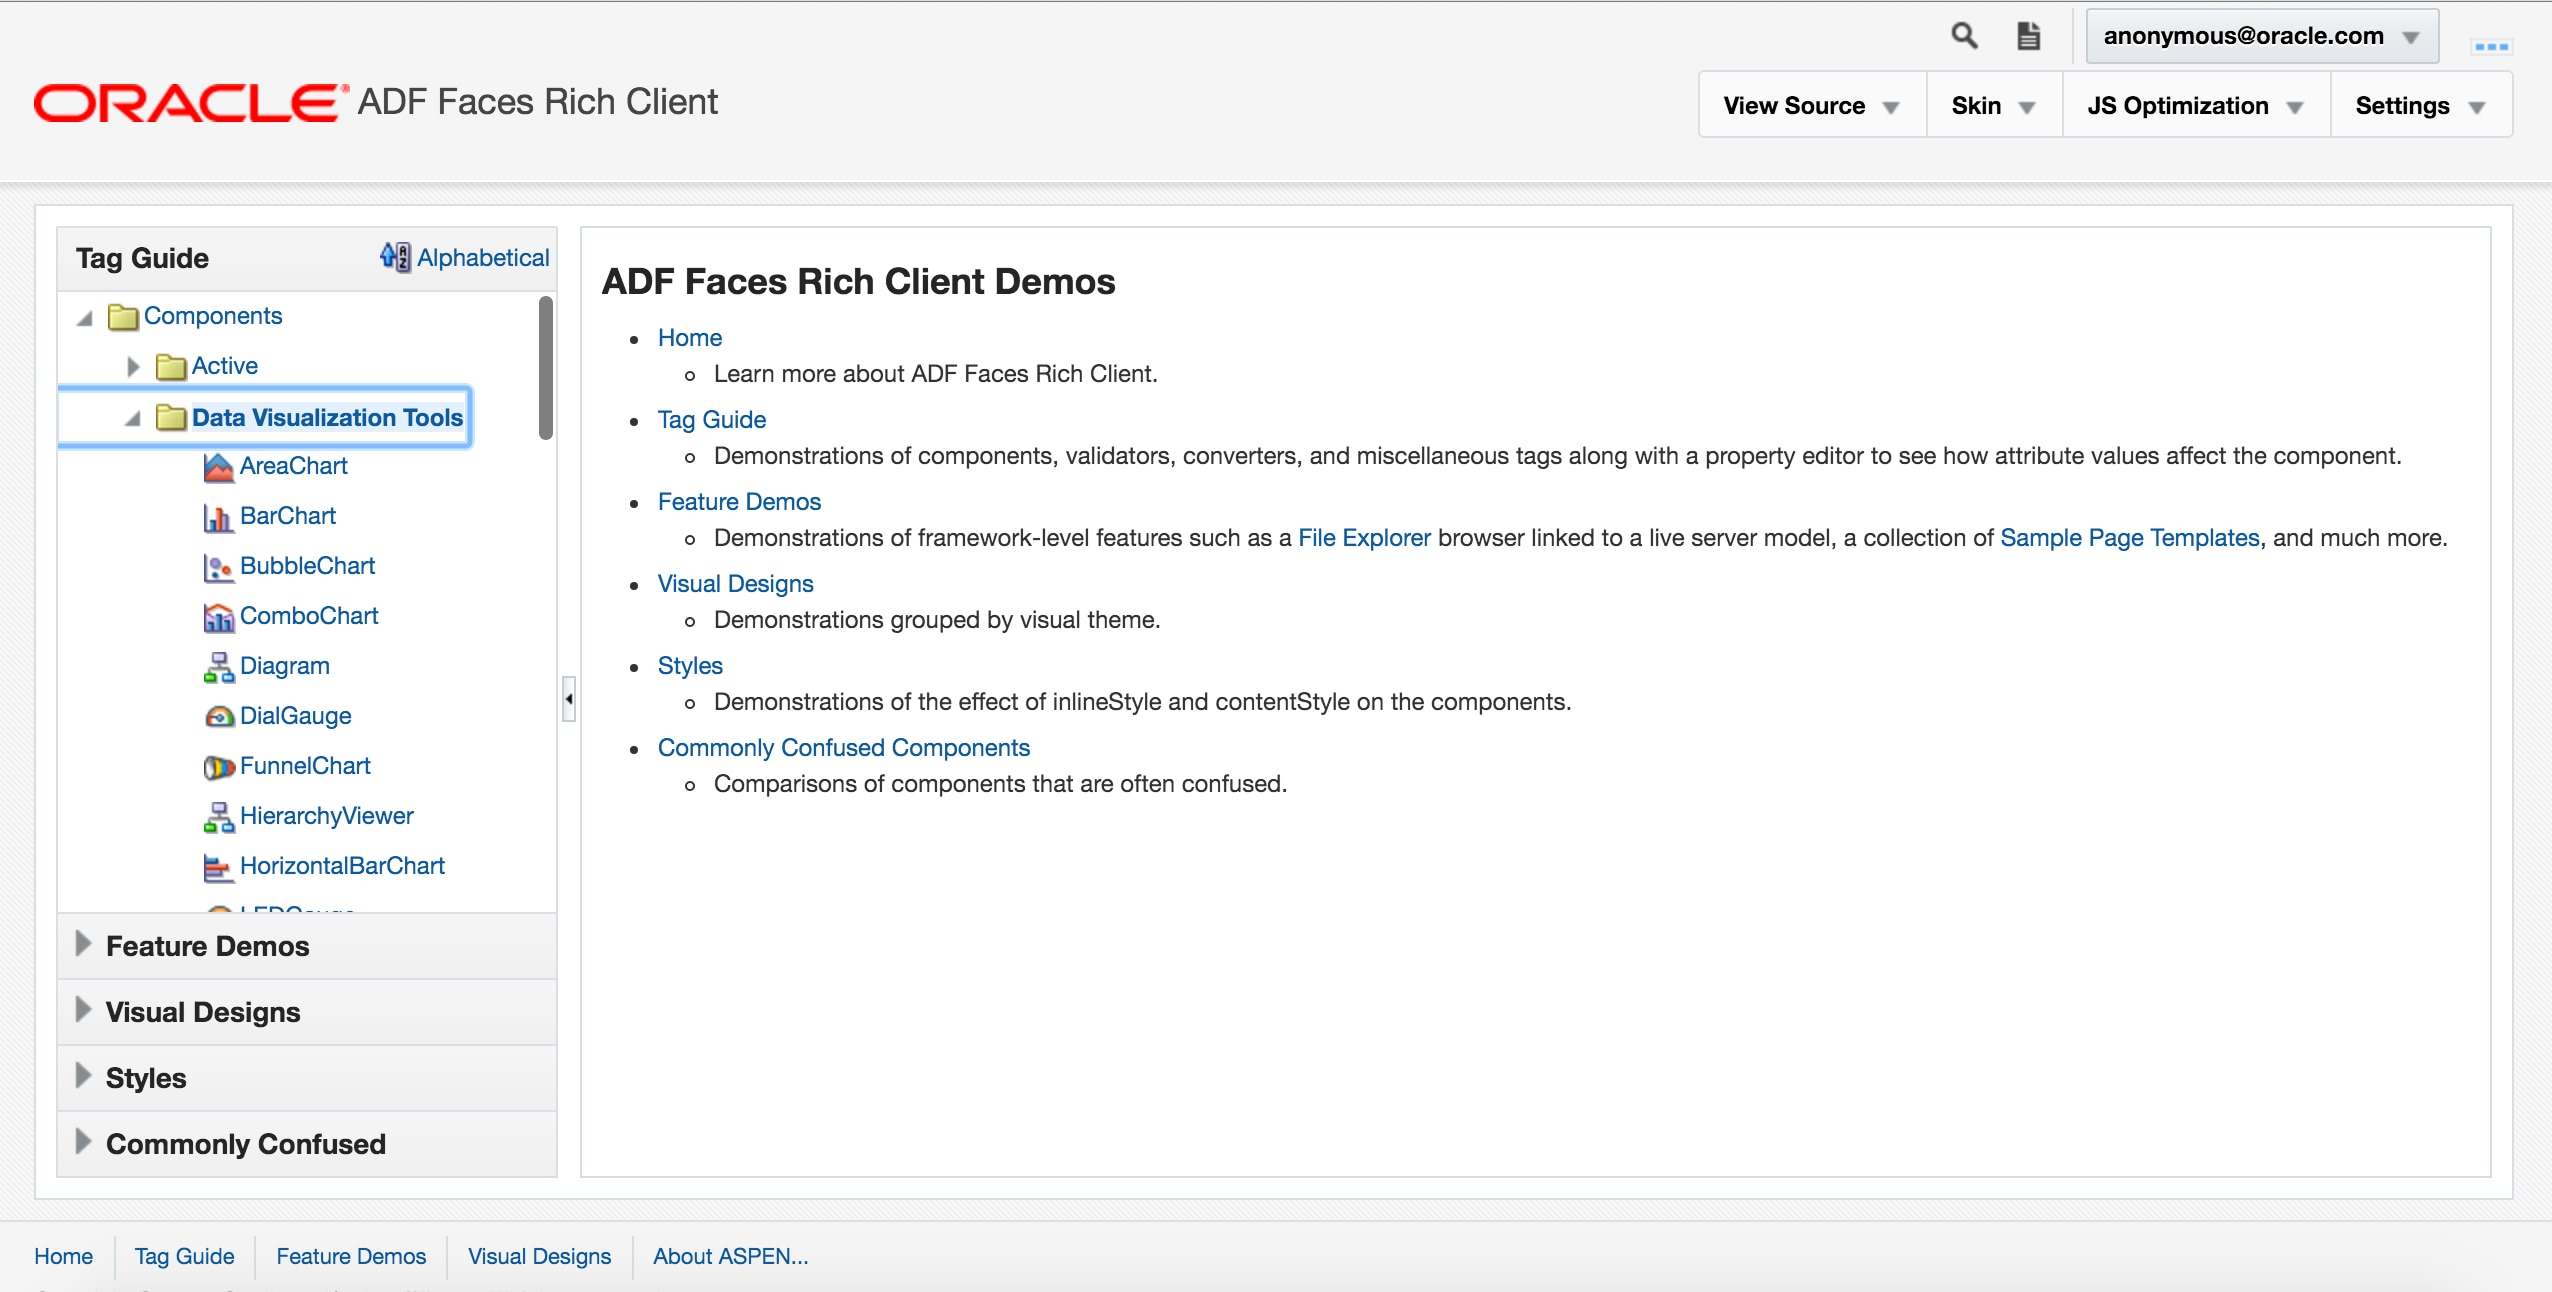 anonymous@oracle.com
ORACLE® ADF Faces Rich Client
View Source Skin JS Optimization Settings
Tag Guide Alphabetical
Components
Active
Data Visualization Tools
AreaChart
BarChart
BubbleChart
ComboChart
Diagram
DialGauge
FunnelChart
HierarchyViewer
HorizontalBarChart
Feature Demos
Visual Designs
Styles
Commonly Confused
ADF Faces Rich Client Demos
Home
Learn more about ADF Faces Rich Client.
Tag Guide
Demonstrations of components, validators, converters, and miscellaneous tags along with a property editor to see how attribute values affect the component.
Feature Demos
Demonstrations of framework-level features such as a File Explorer browser linked to a live server model, a collection of Sample Page Templates, and much more.
Visual Designs
Demonstrations grouped by visual theme.
Styles
Demonstrations of the effect of inlineStyle and contentStyle on the components.
Commonly Confused Components
Comparisons of components that are often confused.
Home Tag Guide Feature Demos Visual Designs About ASPEN...